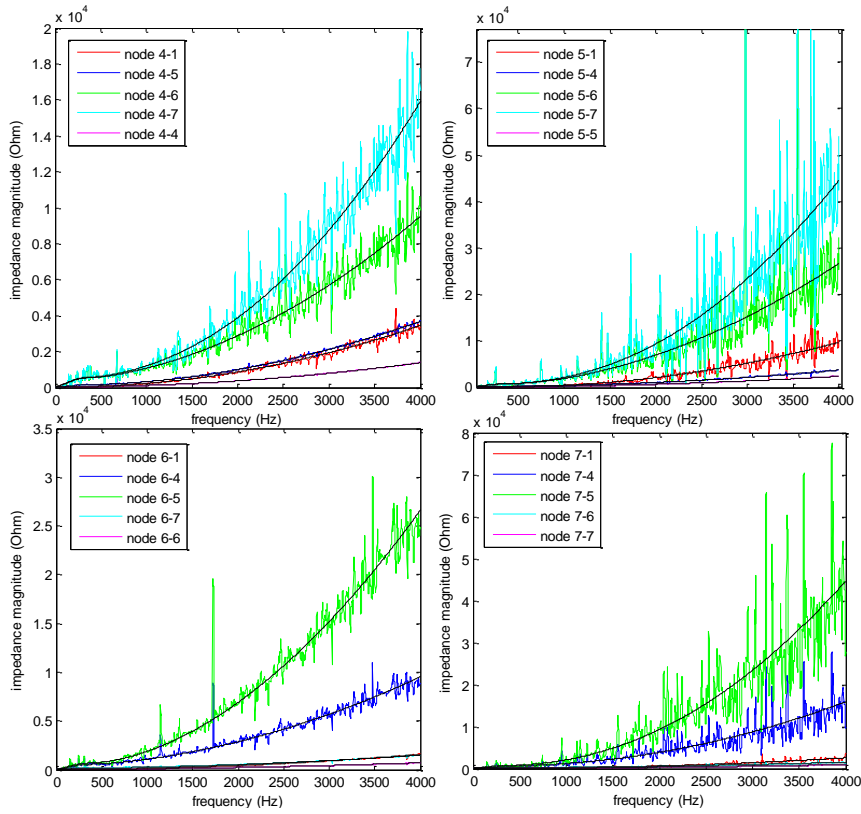 x 10^4
impedance magnitude (Ohm)
2
1.8
1.6
1.4
1.2
1
0.8
0.6
0.4
0.2
0
node 4-1
node 4-5
node 4-6
node 4-7
node 4-4
0 500 1000 1500 2000 2500 3000 3500 4000
frequency (Hz)
x 10^4
impedance magnitude (Ohm)
7
6
5
4
3
2
1
0
node 5-1
node 5-4
node 5-6
node 5-7
node 5-5
0 500 1000 1500 2000 2500 3000 3500 4000
frequency (Hz)
x 10^4
impedance magnitude (Ohm)
3.5
3
2.5
2
1.5
1
0.5
0
node 6-1
node 6-4
node 6-5
node 6-7
node 6-6
0 500 1000 1500 2000 2500 3000 3500 4000
frequency (Hz)
x 10^4
impedance magnitude (Ohm)
8
7
6
5
4
3
2
1
0
node 7-1
node 7-4
node 7-5
node 7-6
node 7-7
0 500 1000 1500 2000 2500 3000 3500 4000
frequency (Hz)